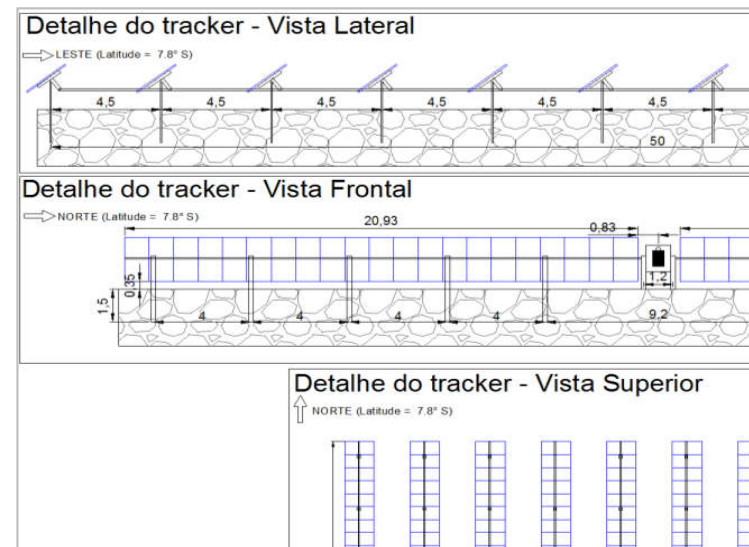 Detalhe do tracker - Vista Lateral
LESTE (Latitude = 7.8° S)
4,5 4,5 4,5 4,5 4,5 4,5
50
Detalhe do tracker - Vista Frontal
NORTE (Latitude = 7.8° S)
20,93
0,83
0,35
1,2
1,5
4 4 4 4 9,2
Detalhe do tracker - Vista Superior
NORTE (Latitude = 7.8° S)